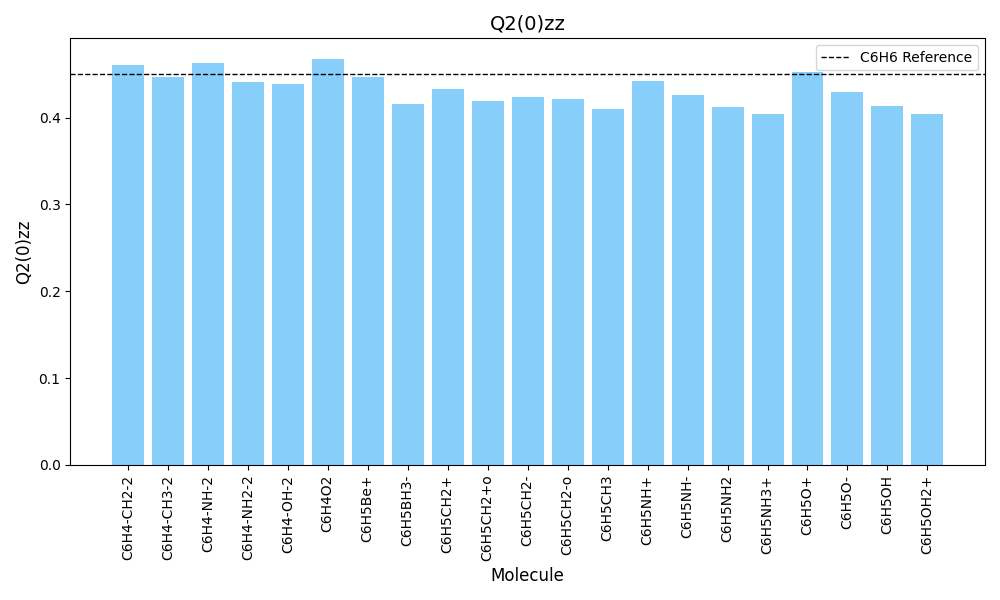 Q2(0)zz
C6H6 Reference
Q2(0)zz
0.4
0.3
0.2
0.1
0.0
C6H4-CH2-2
C6H4-CH3-2
C6H4-NH-2
C6H4-NH2-2
C6H4-OH-2
C6H4O2
C6H5Be+
C6H5BH3-
C6H5CH2+
C6H5CH2+o
C6H5CH2-
C6H5CH2-o
C6H5CH3
C6H5NH+
C6H5NH-
C6H5NH2
C6H5NH3+
C6H5O+
C6H5O-
C6H5OH
C6H5OH2+
Molecule